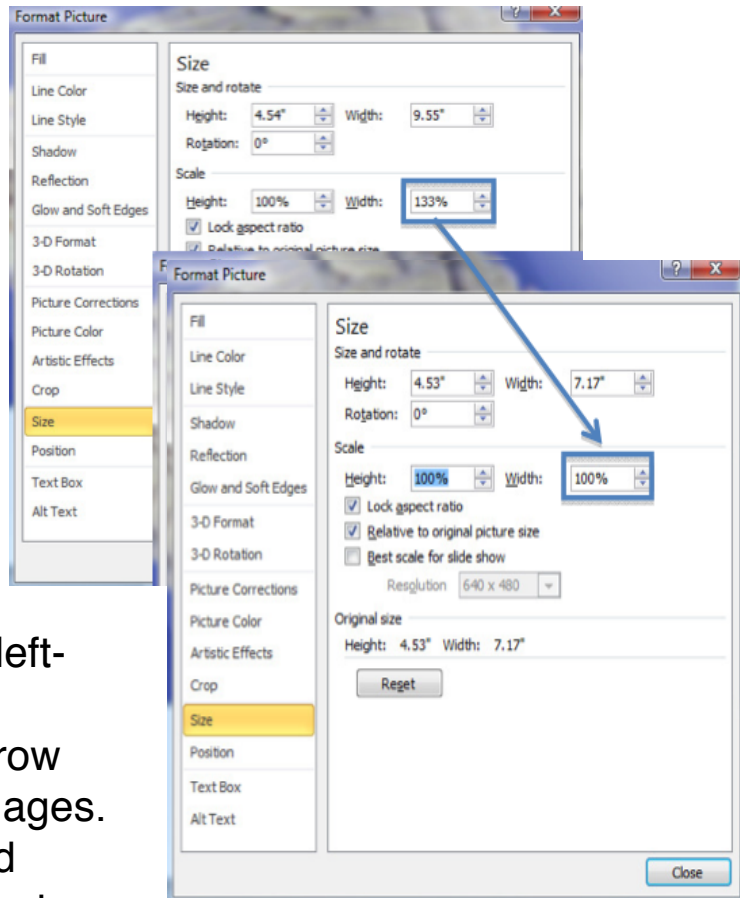 Format Picture
Fill
Line Color
Line Style
Shadow
Reflection
Glow and Soft Edges
3-D Format
3-D Rotation
Picture Corrections
Picture Color
Artistic Effects
Crop
Size
Position
Text Box
Alt Text
Size
Size and rotate
Height: 4.54" Width: 9.55"
Rotation: 0°
Scale
Height: 100% Width: 133%
Lock aspect ratio
Relative to original picture size
F
Format Picture
? X
Fill
Line Color
Line Style
Shadow
Reflection
Glow and Soft Edges
3-D Format
3-D Rotation
Picture Corrections
Picture Color
Artistic Effects
Crop
Size
Position
Text Box
Alt Text
Size
Size and rotate
Height: 4.53" Width: 7.17"
Rotation: 0°
Scale
Height: 100% Width: 100%
Lock aspect ratio
Relative to original picture size
Best scale for slide show
Resolution 640 x 480
Original size
Height: 4.53" Width: 7.17"
Reset
Close
left-
row
ages.
d